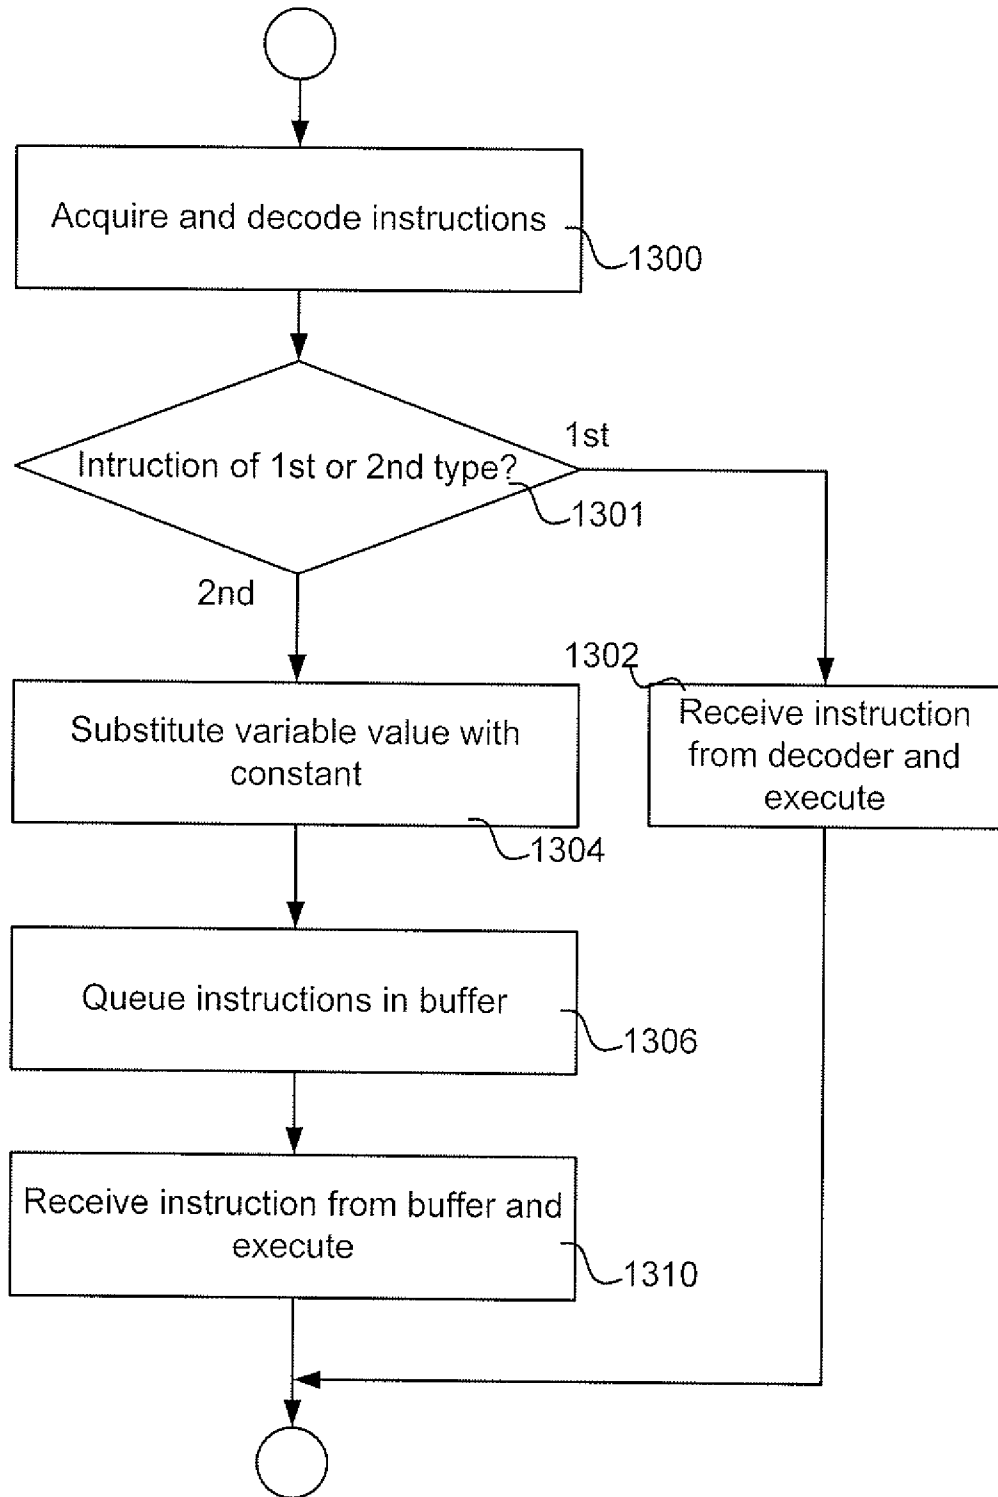 Acquire and decode instructions
1300
1st
Intruction of 1st or 2nd type?
1301
2nd
1302
Substitute variable value with
constant
1304
Receive instruction
from decoder and
execute
Queue instructions in buffer
1306
Receive instruction from buffer and
execute
1310